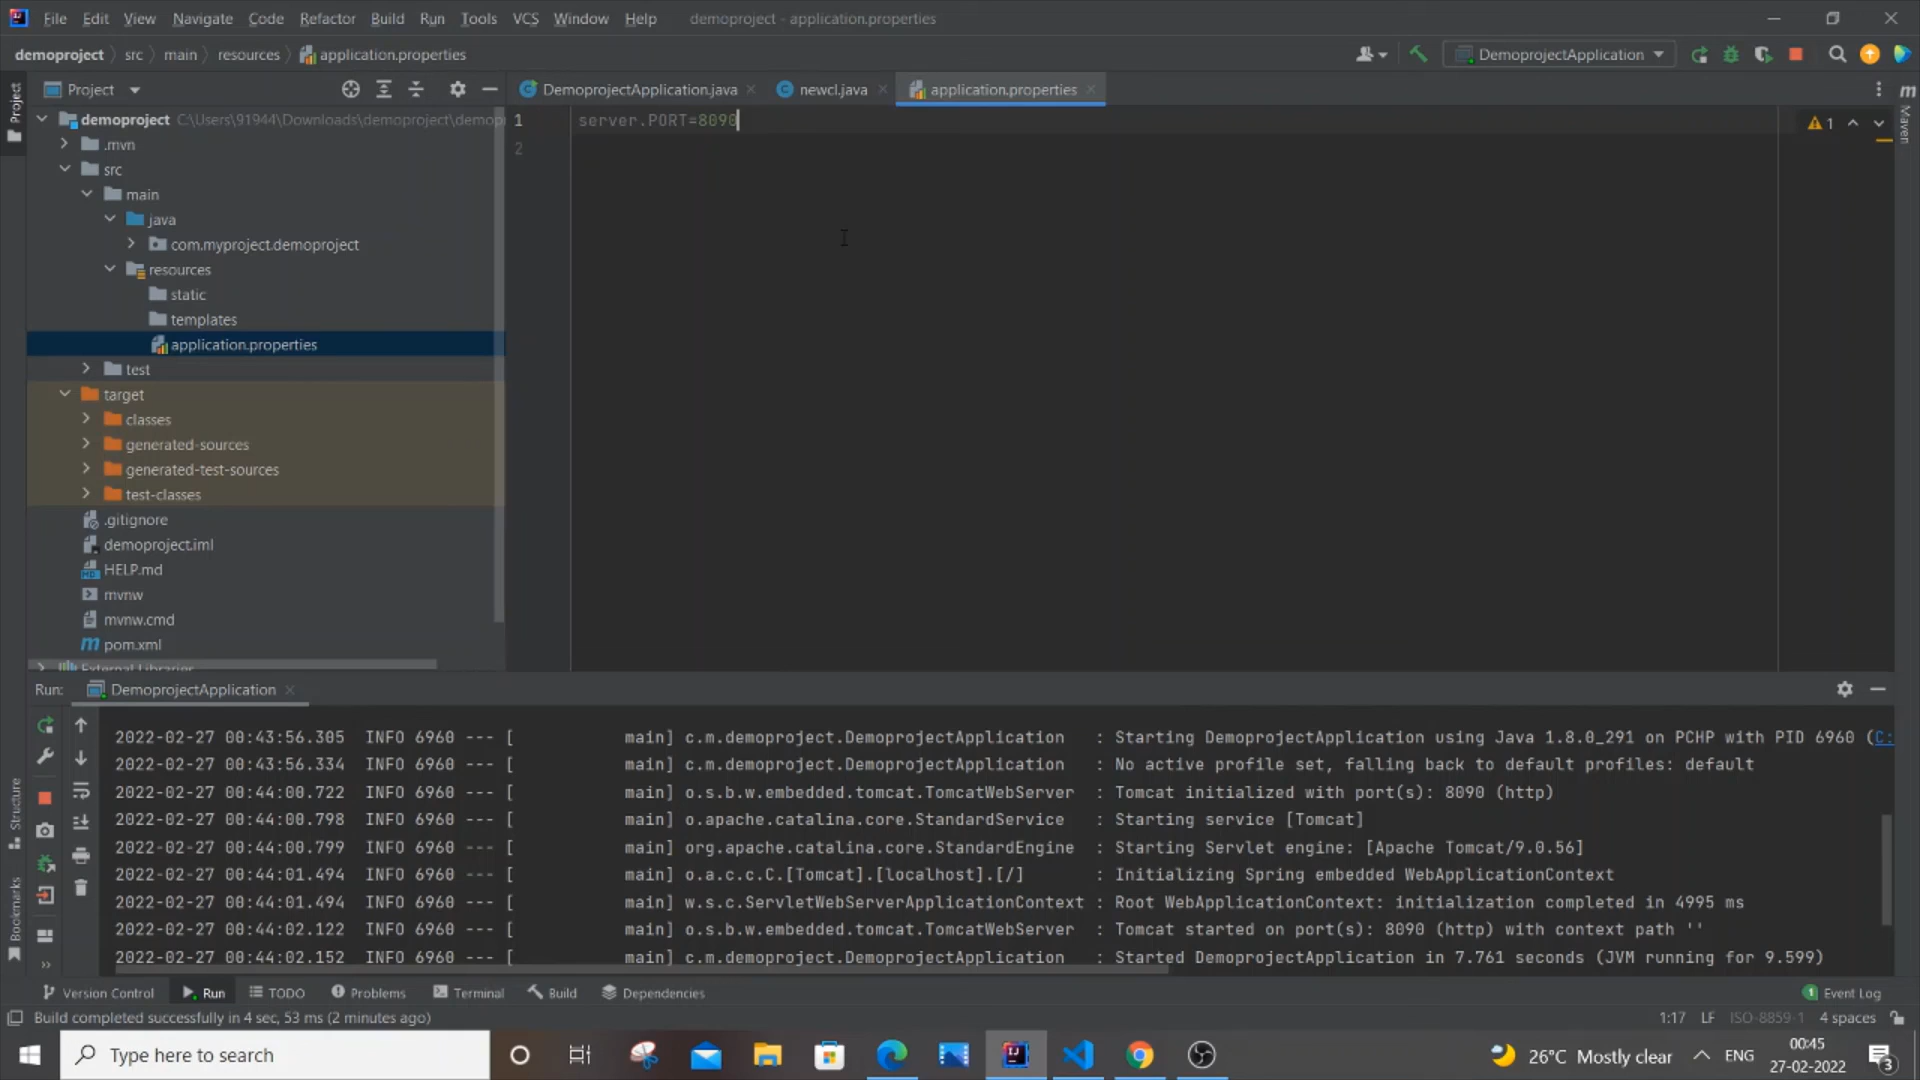 File Edit View Navigate Code Refactor Build Run Tools VCS Window Help demoproject - application.properties
demoproject src main resources application.properties DemoprojectApplication
Project DemoprojectApplication.java newcl.java application.properties
Project
Maven
demoproject C:\Users\91944\Downloads\demoproject\demop
1 server.PORT=8090
1
2
.mvn
src
main
java
com.myproject.demoproject
resources
static
templates
application.properties
test
target
classes
generated-sources
generated-test-sources
test-classes
.gitignore
demoproject.iml
HELP.md
mvnw
mvnw.cmd
pom.xml
External Libraries
Run: DemoprojectApplication
2022-02-27 00:43:56.305 INFO 6960 --- [ main] c.m.demoproject.DemoprojectApplication : Starting DemoprojectApplication using Java 1.8.0_291 on PCHP with PID 6960 (C:
2022-02-27 00:43:56.334 INFO 6960 --- [ main] c.m.demoproject.DemoprojectApplication : No active profile set, falling back to default profiles: default
2022-02-27 00:44:00.722 INFO 6960 --- [ main] o.s.b.w.embedded.tomcat.TomcatWebServer : Tomcat initialized with port(s): 8090 (http)
2022-02-27 00:44:00.798 INFO 6960 --- [ main] o.apache.catalina.core.StandardService : Starting service [Tomcat]
2022-02-27 00:44:00.799 INFO 6960 --- [ main] org.apache.catalina.core.StandardEngine : Starting Servlet engine: [Apache Tomcat/9.0.56]
2022-02-27 00:44:01.494 INFO 6960 --- [ main] o.a.c.c.C.[Tomcat].[localhost].[/] : Initializing Spring embedded WebApplicationContext
2022-02-27 00:44:01.494 INFO 6960 --- [ main] w.s.c.ServletWebServerApplicationContext : Root WebApplicationContext: initialization completed in 4995 ms
2022-02-27 00:44:02.122 INFO 6960 --- [ main] o.s.b.w.embedded.tomcat.TomcatWebServer : Tomcat started on port(s): 8090 (http) with context path ''
2022-02-27 00:44:02.152 INFO 6960 --- [ main] c.m.demoproject.DemoprojectApplication : Started DemoprojectApplication in 7.761 seconds (JVM running for 9.599)
Structure
Bookmarks
Version Control Run TODO Problems Terminal Build Dependencies 1 Event Log
Build completed successfully in 4 sec, 53 ms (2 minutes ago) 1:17 LF ISO-8859-1 4 spaces
Type here to search 26°C Mostly clear ENG 00:45
27-02-2022 3